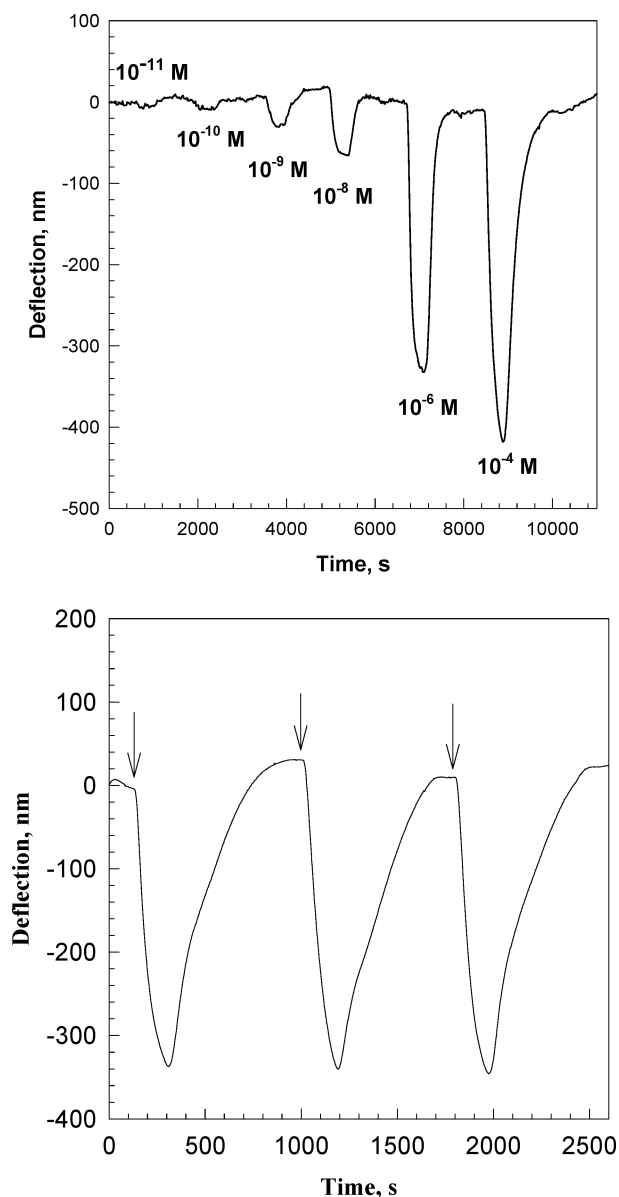 100
10⁻¹¹ M
0
10⁻¹⁰ M
10⁻⁹ M
-100
10⁻⁸ M
-200
Deflection, nm
-300
10⁻⁶ M
-400
10⁻⁴ M
-500
0 2000 4000 6000 8000 10000
Time, s
200
100
0
-100
Deflection, nm
-200
-300
-400
0 500 1000 1500 2000 2500
Time, s